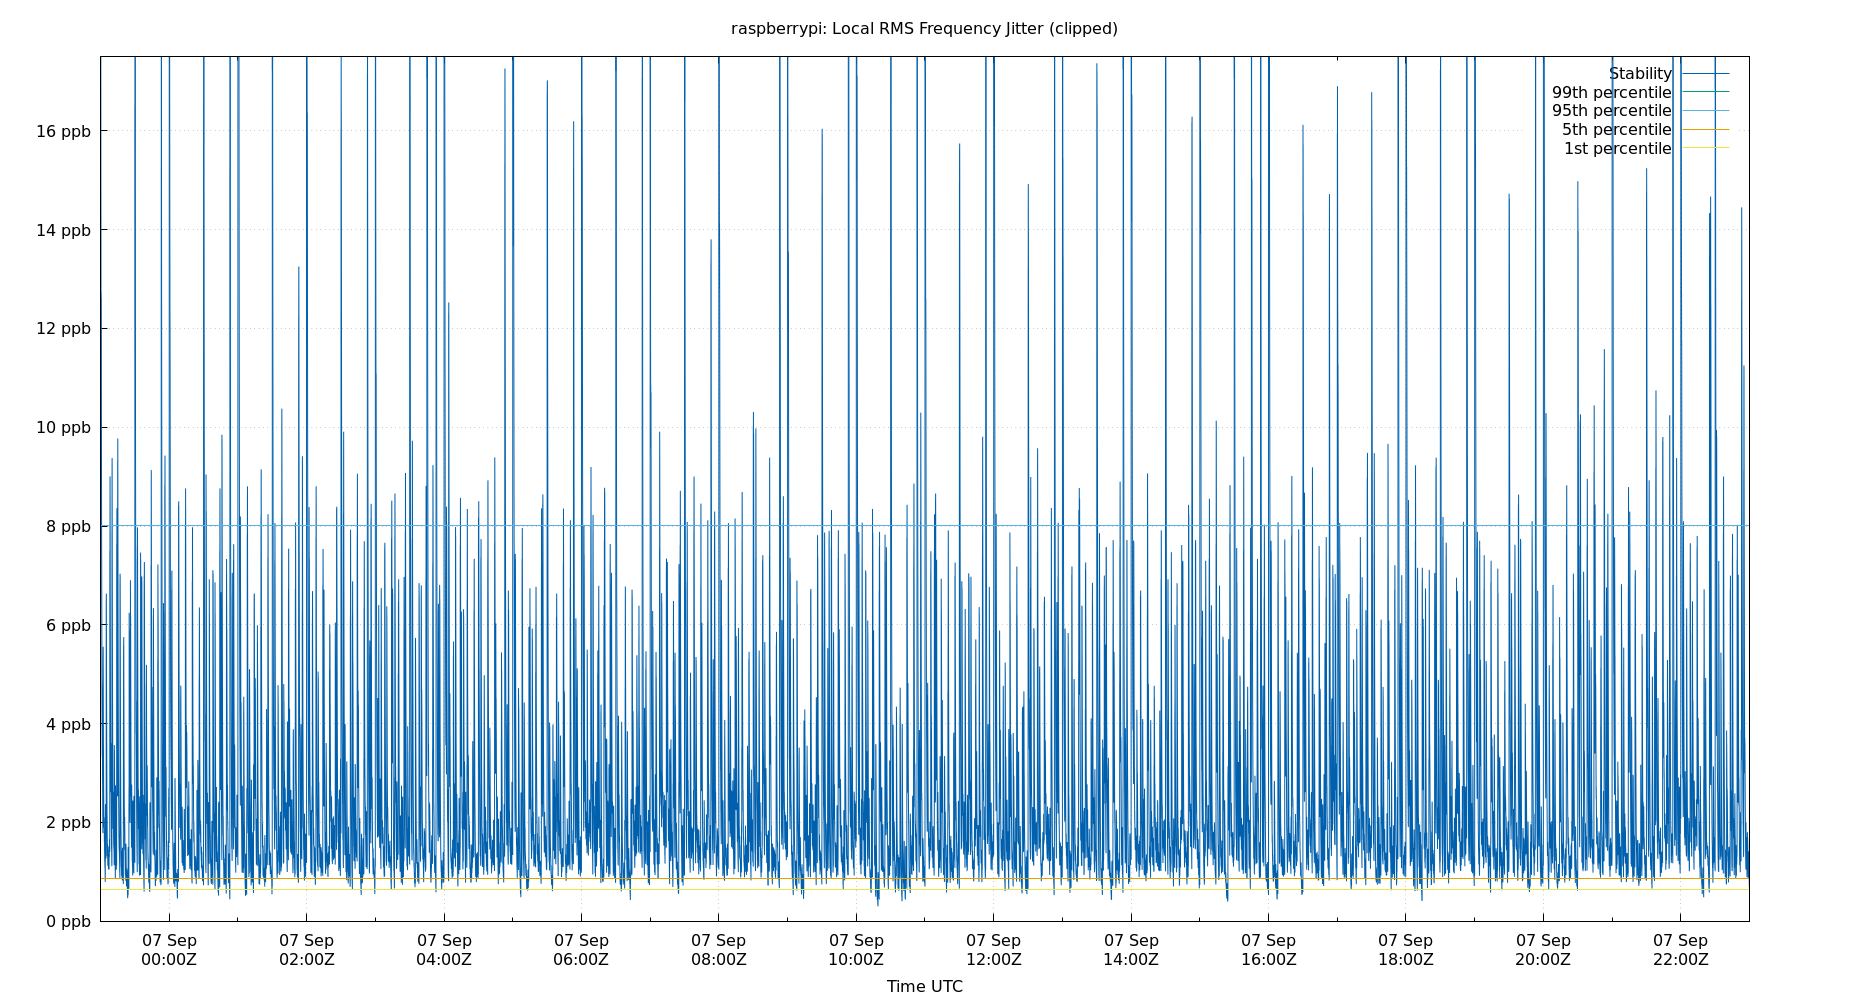 raspberrypi: Local RMS Frequency Jitter (clipped)
Stability
99th percentile
95th percentile
5th percentile
1st percentile
16 ppb
14 ppb
12 ppb
10 ppb
8 ppb
6 ppb
4 ppb
2 ppb
0 ppb
07 Sep 07 Sep 07 Sep 07 Sep 07 Sep 07 Sep 07 Sep 07 Sep 07 Sep 07 Sep 07 Sep 07 Sep
00:00Z 02:00Z 04:00Z 06:00Z 08:00Z 10:00Z 12:00Z 14:00Z 16:00Z 18:00Z 20:00Z 22:00Z
Time UTC